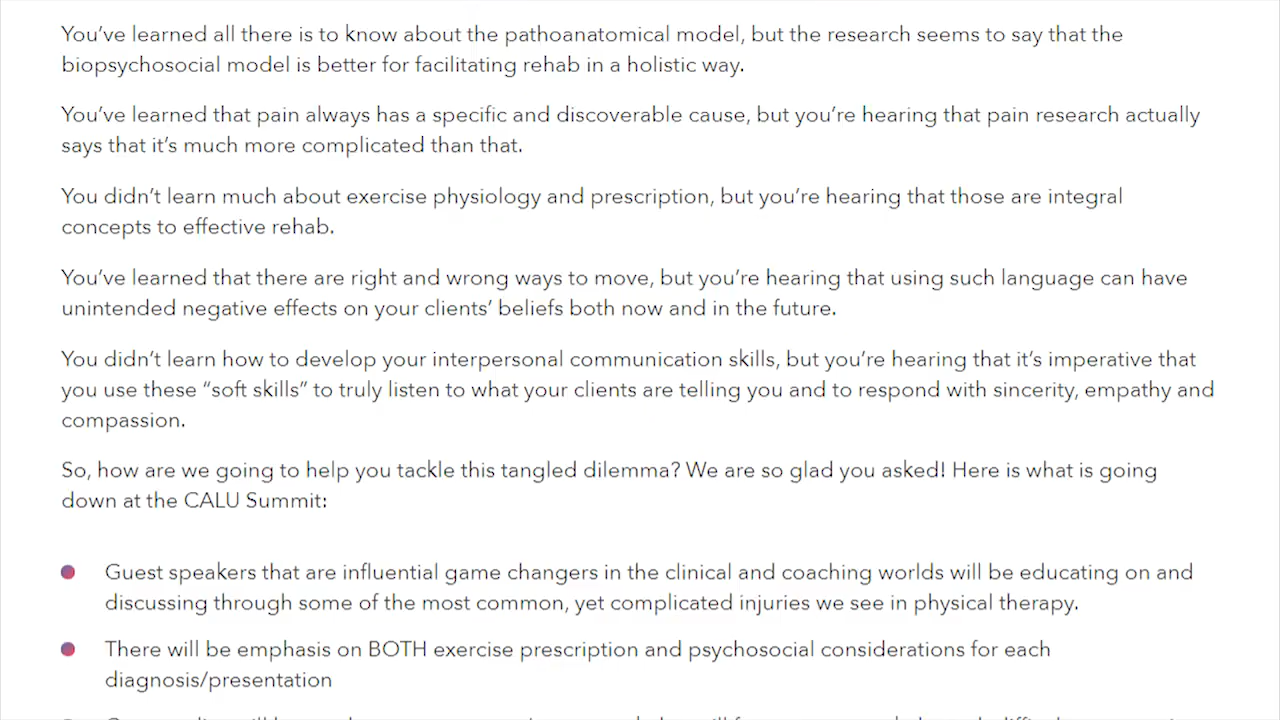 You’ve learned all there is to know about the pathoanatomical model, but the research seems to say that the
biopsychosocial model is better for facilitating rehab in a holistic way.
You’ve learned that pain always has a specific and discoverable cause, but you’re hearing that pain research actually
says that it’s much more complicated than that.
You didn’t learn much about exercise physiology and prescription, but you’re hearing that those are integral
concepts to effective rehab.
You’ve learned that there are right and wrong ways to move, but you’re hearing that using such language can have
unintended negative effects on your clients’ beliefs both now and in the future.
You didn’t learn how to develop your interpersonal communication skills, but you’re hearing that it’s imperative that
you use these “soft skills” to truly listen to what your clients are telling you and to respond with sincerity, empathy and
compassion.
So, how are we going to help you tackle this tangled dilemma? We are so glad you asked! Here is what is going
down at the CALU Summit:
Guest speakers that are influential game changers in the clinical and coaching worlds will be educating on and
discussing through some of the most common, yet complicated injuries we see in physical therapy.
There will be emphasis on BOTH exercise prescription and psychosocial considerations for each
diagnosis/presentation